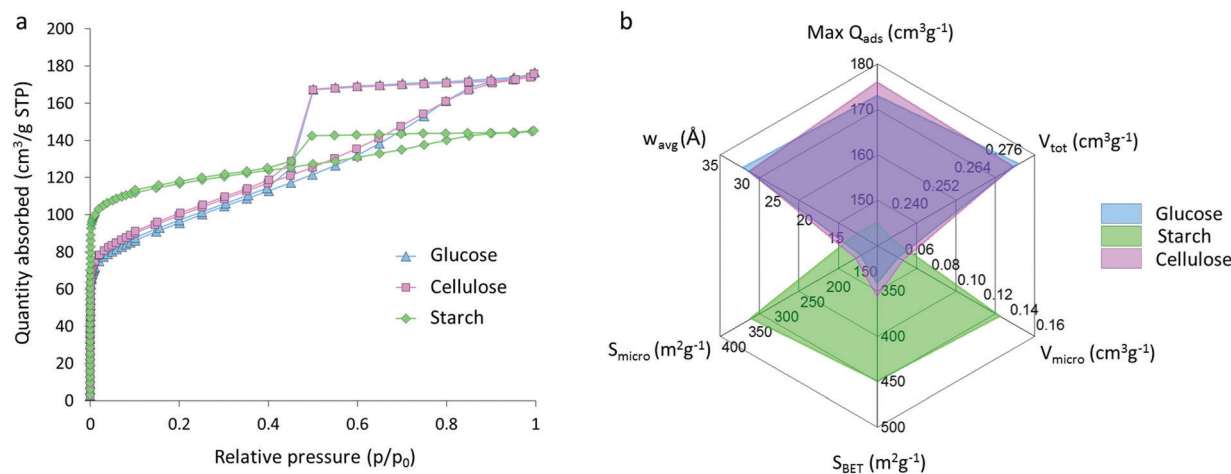 a
Quantity absorbed (cm³/g STP)
200
180
160
140
120
100
80
60
40
20
0
0
0.2
0.4
0.6
0.8
1
Relative pressure (p/p₀)
Glucose
Cellulose
Starch
b
Max Qads (cm³g⁻¹)
180
170
160
150
Vtot (cm³g⁻¹)
0.276
0.264
0.252
0.240
wavg (Å)
35
30
25
20
15
0.06
0.08
0.10
0.12
0.14
0.16
Vmicro (cm³g⁻¹)
150
200
250
300
350
400
Smicro (m²g⁻¹)
350
400
450
500
SBET (m²g⁻¹)
Glucose
Starch
Cellulose